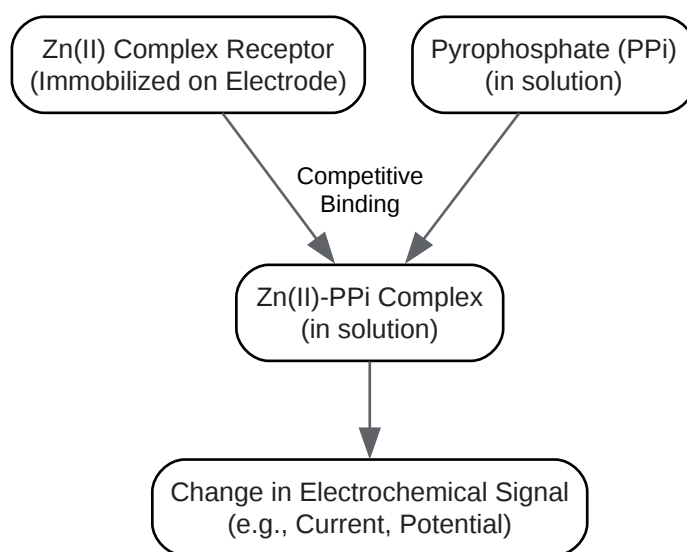 Zn(II) Complex Receptor
(Immobilized on Electrode)
Pyrophosphate (PPi)
(in solution)
Competitive
Binding
Zn(II)-PPi Complex
(in solution)
Change in Electrochemical Signal
(e.g., Current, Potential)